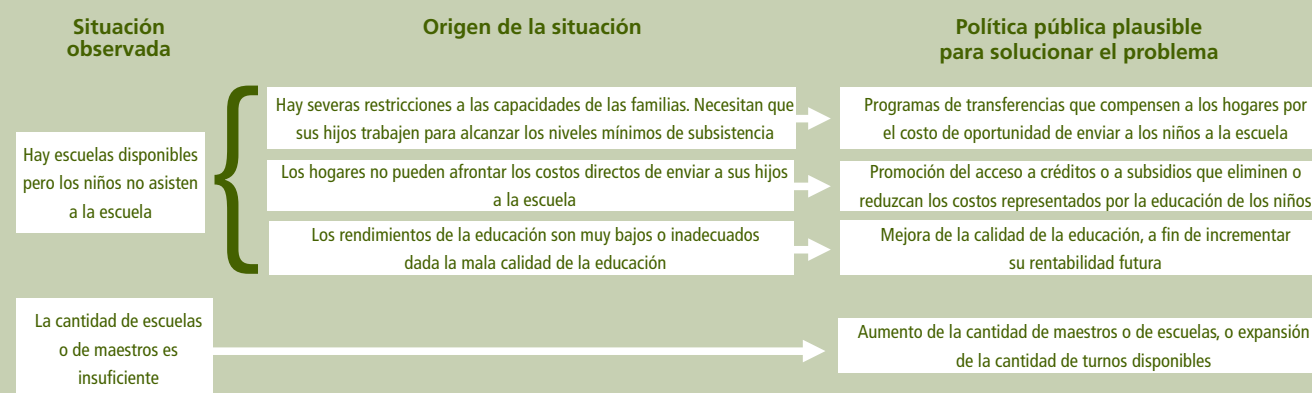 Situación
observada
Origen de la situación
Política pública plausible
para solucionar el problema
Hay escuelas disponibles
pero los niños no asisten
a la escuela
Hay severas restricciones a las capacidades de las familias. Necesitan que
sus hijos trabajen para alcanzar los niveles mínimos de subsistencia
Programas de transferencias que compensen a los hogares por
el costo de oportunidad de enviar a los niños a la escuela
Los hogares no pueden afrontar los costos directos de enviar a sus hijos
a la escuela
Promoción del acceso a créditos o a subsidios que eliminen o
reduzcan los costos representados por la educación de los niños
Los rendimientos de la educación son muy bajos o inadecuados
dada la mala calidad de la educación
Mejora de la calidad de la educación, a fin de incrementar
su rentabilidad futura
La cantidad de escuelas
o de maestros es
insuficiente
Aumento de la cantidad de maestros o de escuelas, o expansión
de la cantidad de turnos disponibles